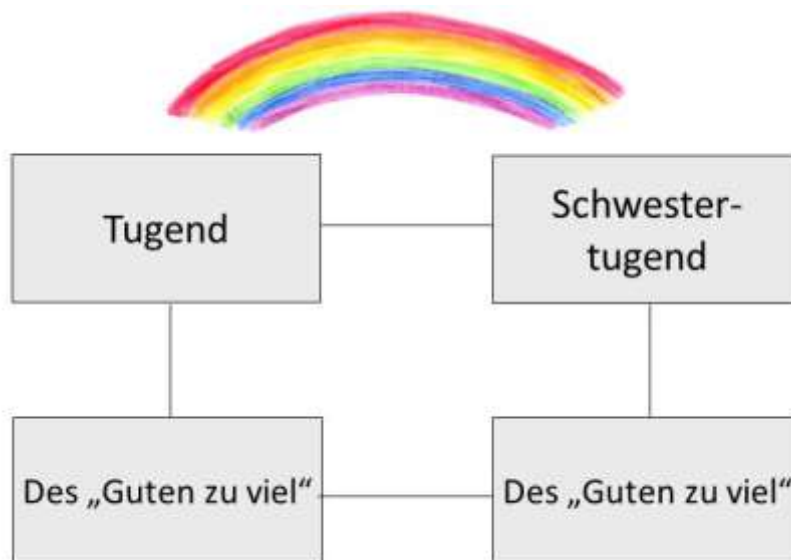 Tugend
Schwester-
tugend
Des „Guten zu viel“
Des „Guten zu viel“